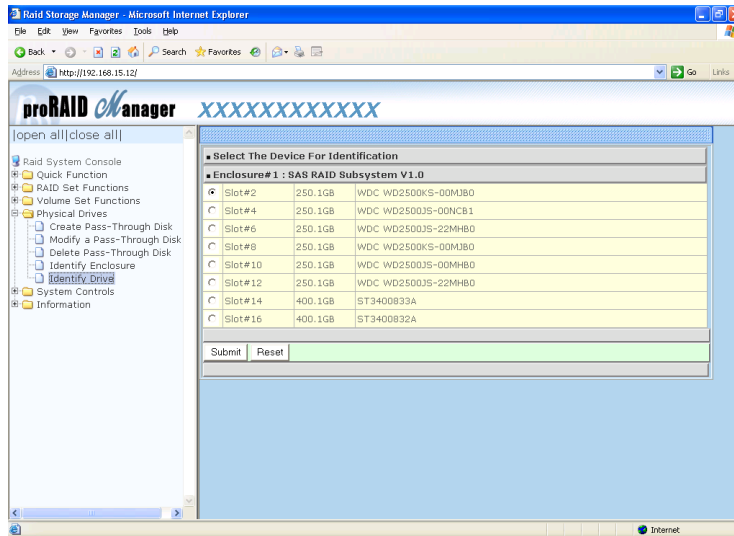 Raid Storage Manager - Microsoft Internet Explorer
File Edit View Favorites Tools Help
Back Search Favorites
Address http://192.168.15.12/ Go Links
proRAID Manager XXXXXXXXXXXXX
|open all|close all|
Raid System Console
Quick Function
RAID Set Functions
Volume Set Functions
Physical Drives
Create Pass-Through Disk
Modify a Pass-Through Disk
Delete Pass-Through Disk
Identify Enclosure
Identify Drive
System Controls
Information
Select The Device For Identification
Enclosure#1 : SAS RAID Subsystem V1.0
Slot#2 250.1GB WDC WD2500KS-00MJB0
Slot#4 250.1GB WDC WD2500JS-00NCB1
Slot#6 250.1GB WDC WD2500JS-22MHB0
Slot#8 250.1GB WDC WD2500KS-00MJB0
Slot#10 250.1GB WDC WD2500JS-00MHB0
Slot#12 250.1GB WDC WD2500JS-22MHB0
Slot#14 400.1GB ST3400833A
Slot#16 400.1GB ST3400832A
Submit Reset
Internet